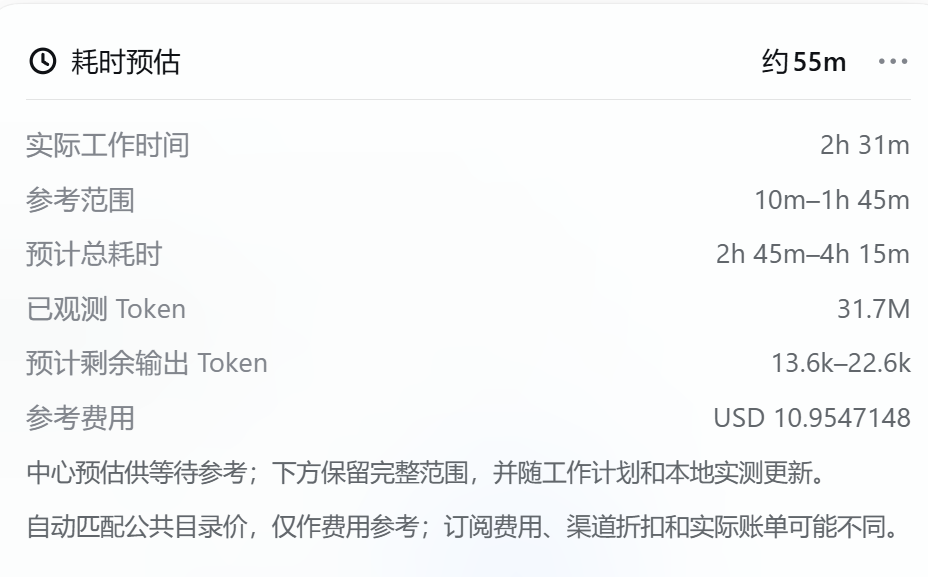 耗时预估 约55m
实际工作时间 2h 31m
参考范围 10m–1h 45m
预计总耗时 2h 45m–4h 15m
已观测 Token 31.7M
预计剩余输出 Token 13.6k–22.6k
参考费用 USD 10.9547148
中心预估供等待参考；下方保留完整范围，并随工作计划和本地实测更新。
自动匹配公共目录价，仅作费用参考；订阅费用、渠道折扣和实际账单可能不同。